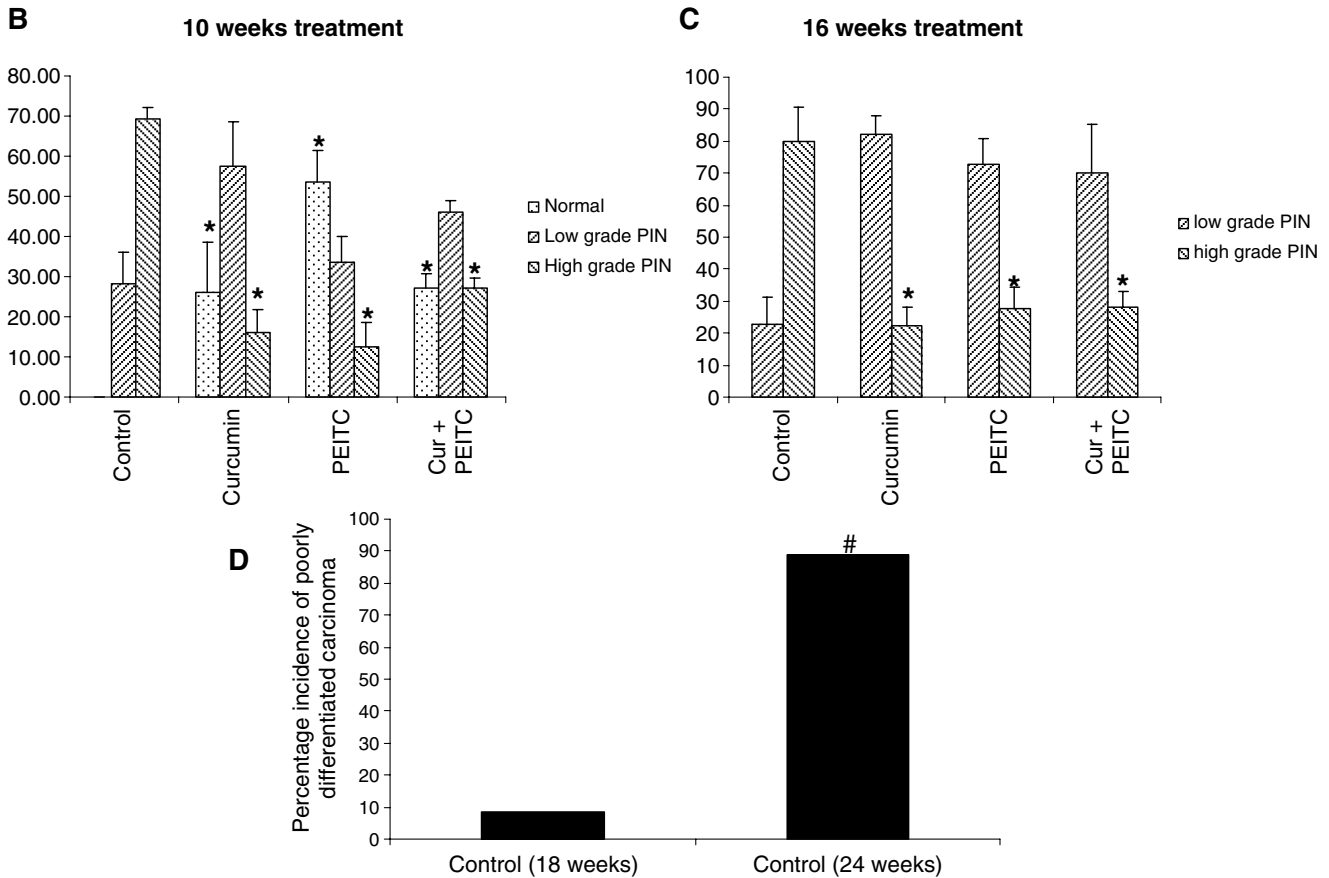 B
10 weeks treatment
80.00
70.00
60.00
50.00
40.00
30.00
20.00
10.00
0.00
*
*
*
*
*
*
Control
Curcumin
PEITC
Cur +
PEITC
Normal
Low grade PIN
High grade PIN
C
16 weeks treatment
100
90
80
70
60
50
40
30
20
10
0
*
*
*
Control
Curcumin
PEITC
Cur +
PEITC
low grade PIN
high grade PIN
D
Percentage incidence of poorly
differentiated carcinoma
100
90
80
70
60
50
40
30
20
10
0
#
Control (18 weeks)
Control (24 weeks)